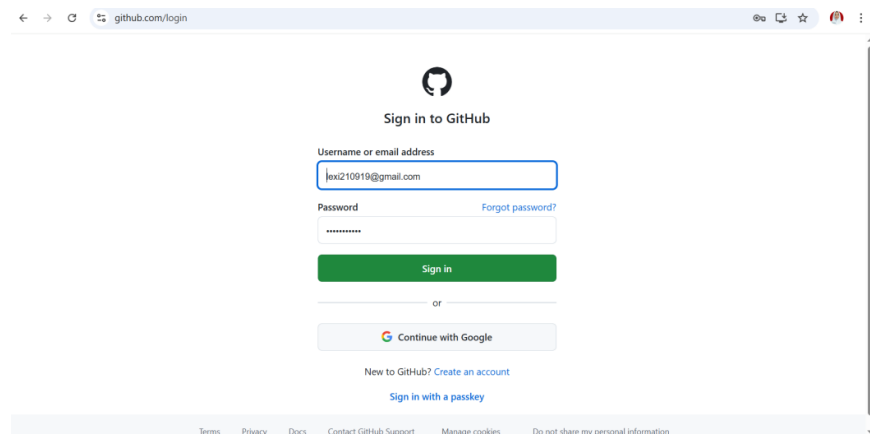 github.com/login
Sign in to GitHub
Username or email address
lexi210919@gmail.com
Password Forgot password?
Sign in
or
Continue with Google
New to GitHub? Create an account
Sign in with a passkey
Terms Privacy Docs Contact GitHub Support Manage cookies Do not share my personal information